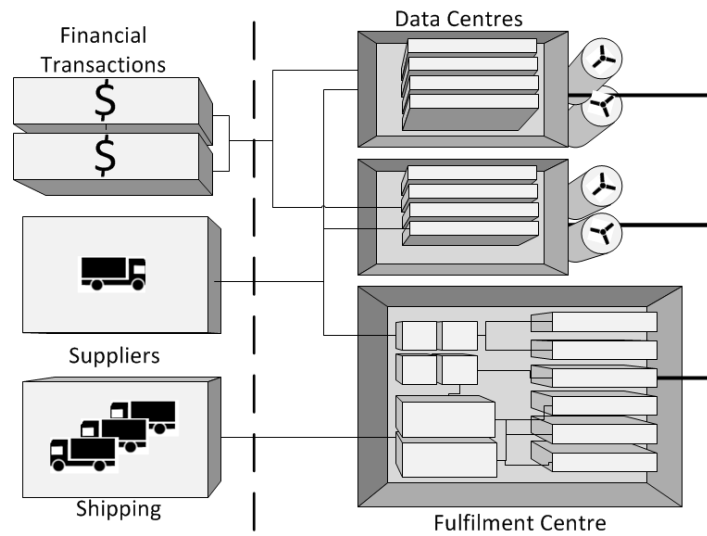 Financial
Transactions
$
$
Suppliers
Shipping
Data Centres
Fulfilment Centre